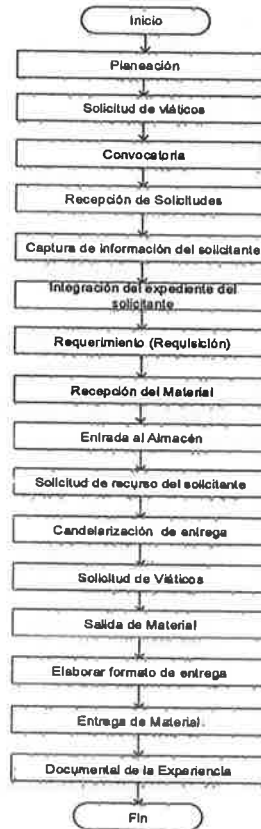 Inicio
Planeación
Solicitud de viáticos
Convocatoria
Recepción de Solicitudes
Captura de información del solicitante
Integración del expediente del
solicitante
Requerimiento (Requisición)
Recepción del Material
Entrada al Almacén
Solicitud de recurso del solicitante
Candelarización de entrega
Solicitud de Viáticos
Salida de Material
Elaborar formato de entrega
Entrega de Material.
Documental de la Experiencia
Fin